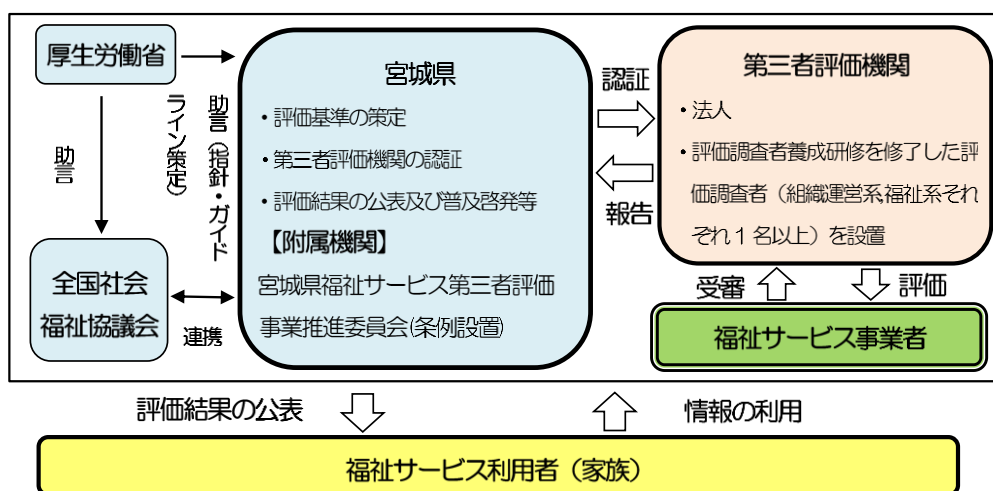 厚生労働省
助言
助言（指針・ガイド
ライン策定）
全国社会
福祉協議会
連携
宮城県
・評価基準の策定
・第三者評価機関の認証
・評価結果の公表及び普及啓発等
【附属機関】
宮城県福祉サービス第三者評価
事業推進委員会(条例設置)
認証
報告
第三者評価機関
・法人
・評価調査者養成研修を修了した評
価調査者（組織運営系,福祉系それ
ぞれ１名以上）を設置
受審
評価
福祉サービス事業者
評価結果の公表
情報の利用
福祉サービス利用者（家族）